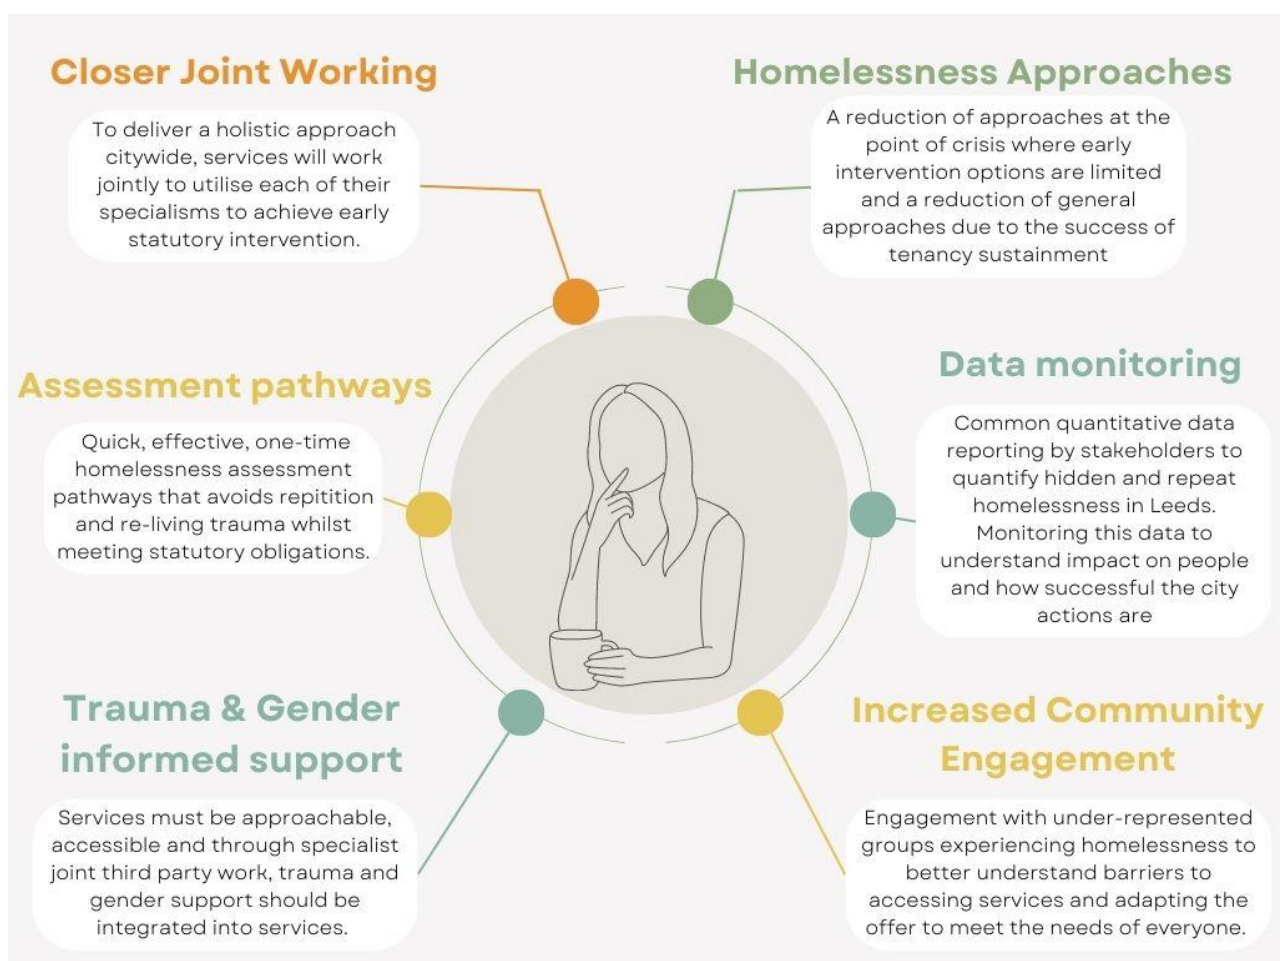 Closer Joint Working
To deliver a holistic approach
citywide, services will work
jointly to utilise each of their
specialisms to achieve early
statutory intervention.
Homelessness Approaches
A reduction of approaches at the
point of crisis where early
intervention options are limited
and a reduction of general
approaches due to the success of
tenancy sustainment
Assessment pathways
Quick, effective, one-time
homelessness assessment
pathways that avoids repitition
and re-living trauma whilst
meeting statutory obligations.
Data monitoring
Common quantitative data
reporting by stakeholders to
quantify hidden and repeat
homelessness in Leeds.
Monitoring this data to
understand impact on people
and how successful the city
actions are
Trauma & Gender
informed support
Services must be approachable,
accessible and through specialist
joint third party work, trauma and
gender support should be
integrated into services.
Increased Community
Engagement
Engagement with under-represented
groups experiencing homelessness to
better understand barriers to
accessing services and adapting the
offer to meet the needs of everyone.